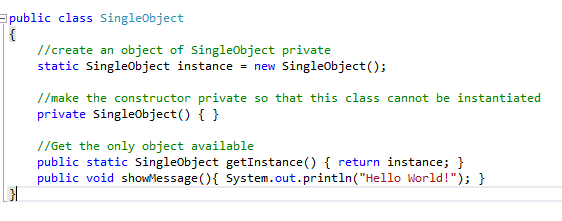 public class SingleObject
{
//create an object of SingleObject private
static SingleObject instance = new SingleObject();
//make the constructor private so that this class cannot be instantiated
private SingleObject() { }
//Get the only object available
public static SingleObject getInstance() { return instance; }
public void showMessage(){ System.out.println("Hello World!"); }
}